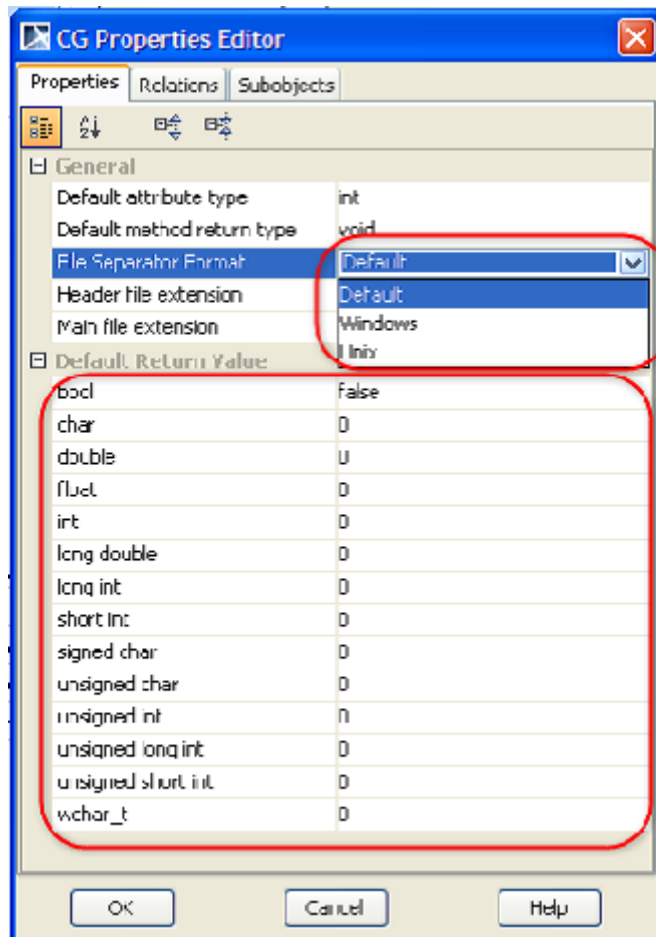 CG Properties Editor
Properties Relations Subobjects
General
Default attribute type int
Default method return type void
File Separator Format Default
Header file extension Default
Main file extension Windows
Unix
Default Return Value
bool false
char 0
double 0
float 0
int 0
long double 0
long int 0
short int 0
signed char 0
unsigned char 0
unsigned int 0
unsigned long int 0
unsigned short int 0
wchar_t 0
OK Cancel Help